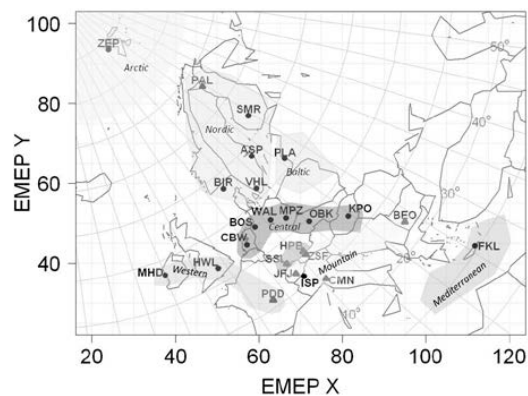 100
80
60
40
EMEP Y
ZEP
Arctic
PAL
SMR
Nordic
ASP
PLA
BIR
VHL
Baltic
WAL
MPZ
OBK
KPO
BOS
Central
CBW
BEO
HPB
ZSF
SSL
Mountain
JFJ
ISP
CMN
PDD
HWL
MHD
Western
FKL
Mediterranean
50°
40°
30°
20°
10°
20
40
60
80
100
120
EMEP X